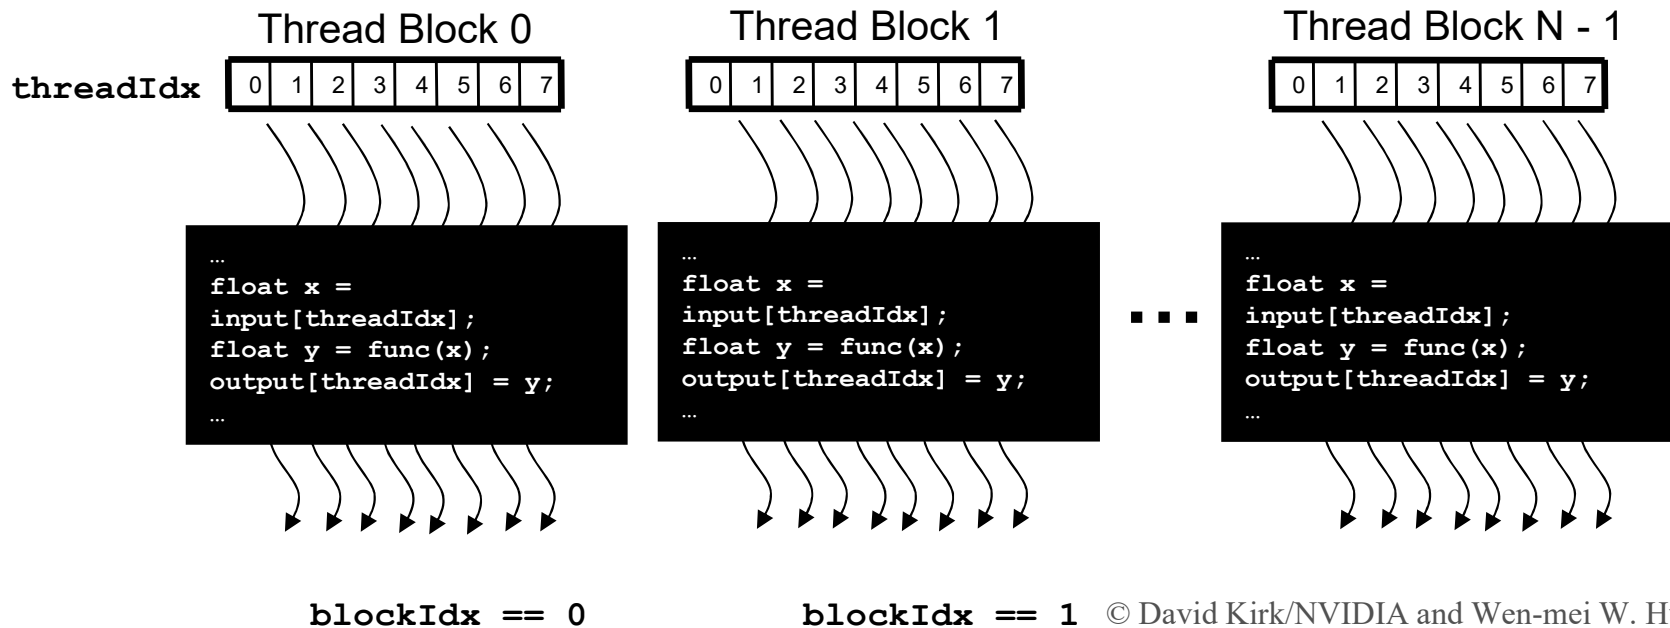 Thread Block 0
Thread Block 1
Thread Block N - 1
threadIdx
0 1 2 3 4 5 6 7
0 1 2 3 4 5 6 7
0 1 2 3 4 5 6 7
…
float x =
input[threadIdx];
float y = func(x);
output[threadIdx] = y;
…
…
float x =
input[threadIdx];
float y = func(x);
output[threadIdx] = y;
…
...
…
float x =
input[threadIdx];
float y = func(x);
output[threadIdx] = y;
…
blockIdx == 0
blockIdx == 1
© David Kirk/NVIDIA and Wen-mei W.